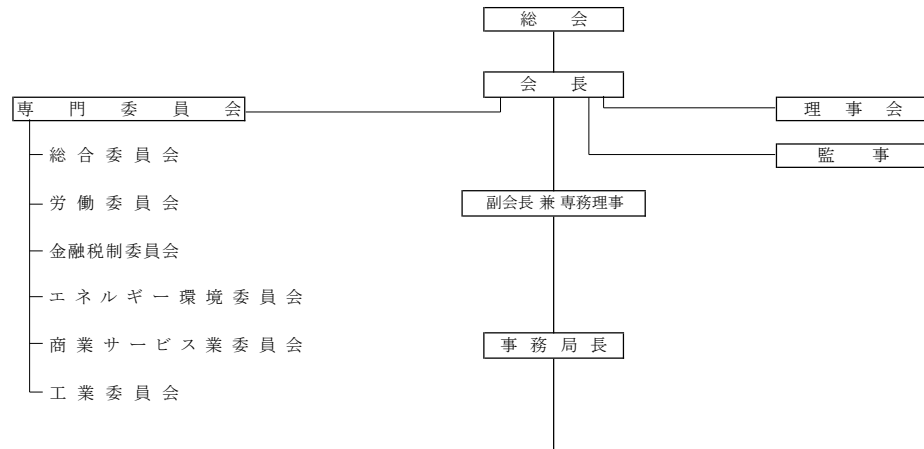 総会
会長
専門委員会
理事会
総合委員会
監事
労働委員会
副会長 兼 専務理事
金融税制委員会
エネルギー環境委員会
商業サービス業委員会
事務局長
工業委員会